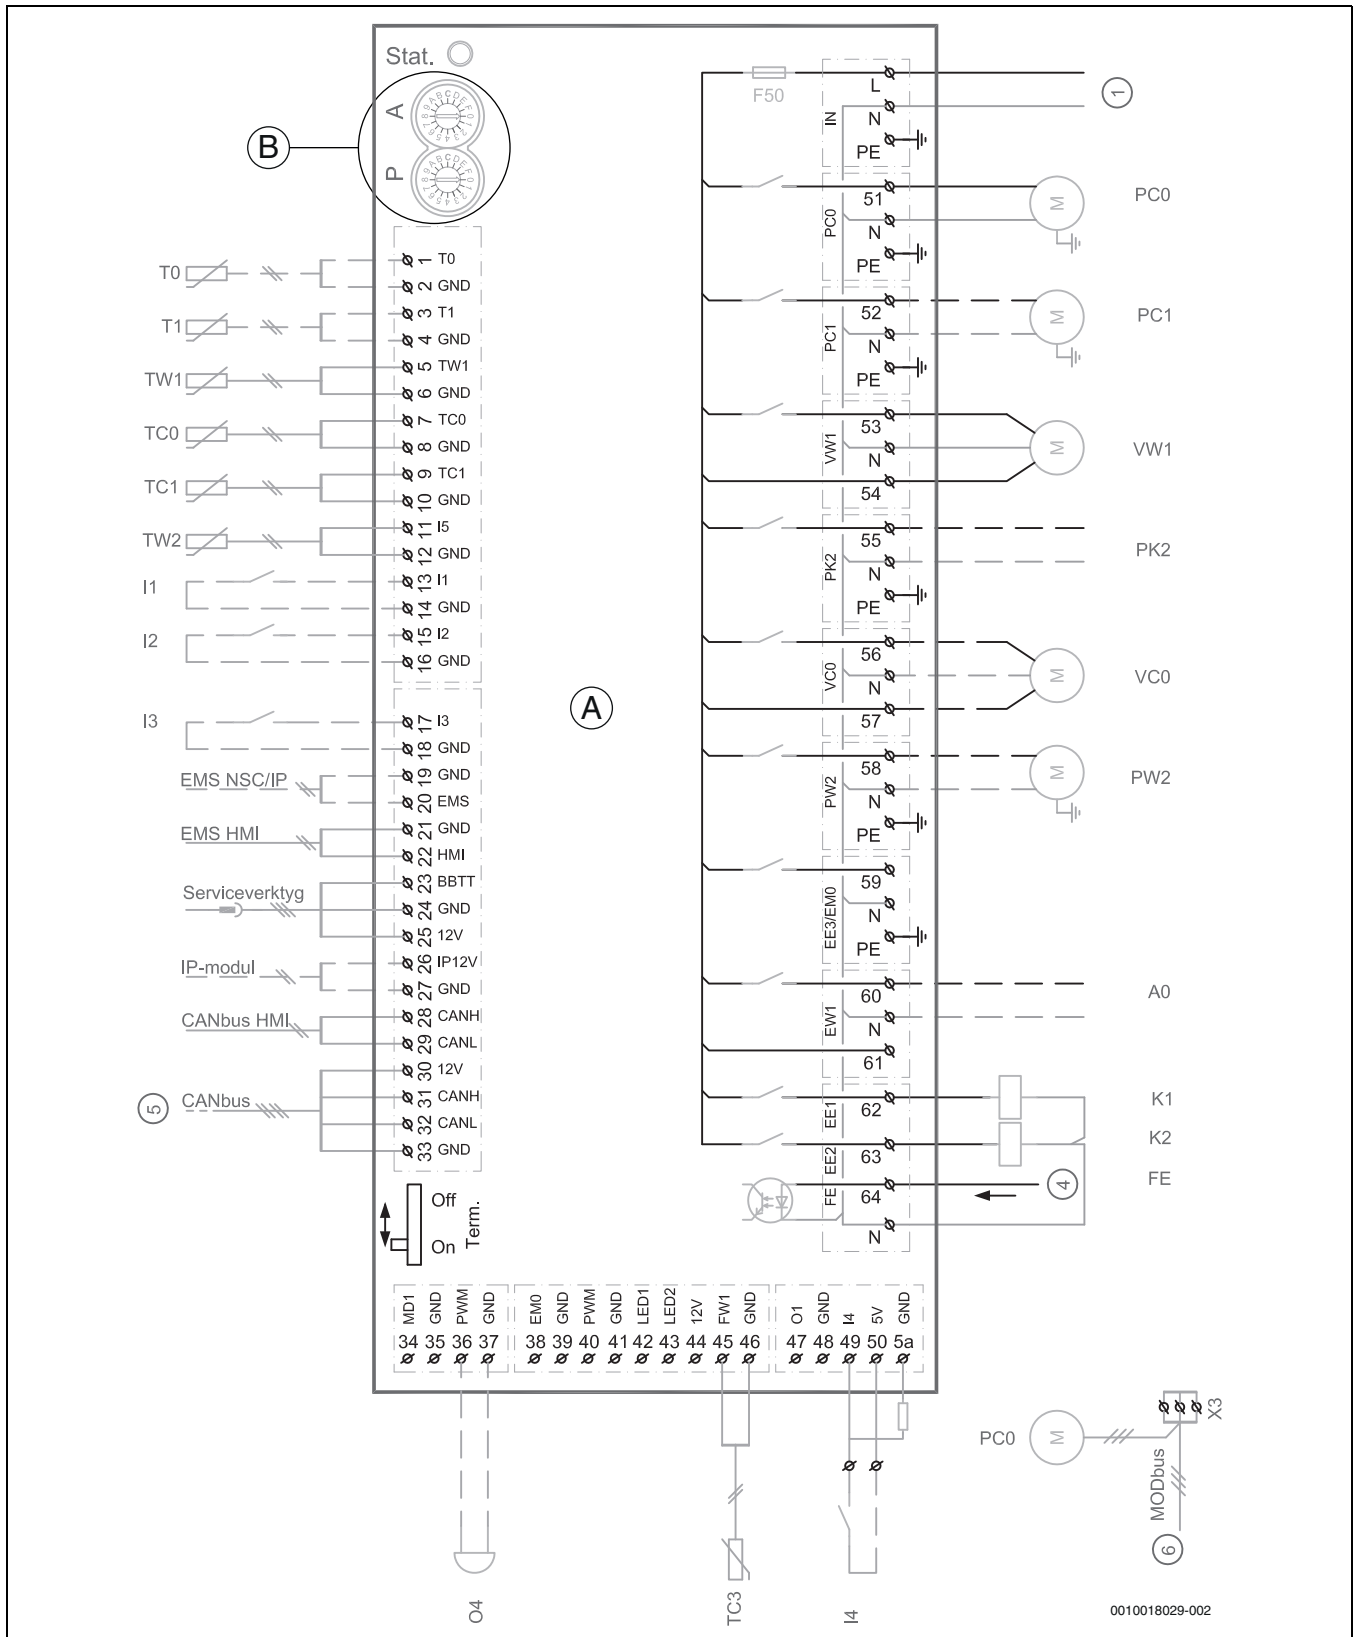 Stat.
A
P
B
A
T0
1 T0
2 GND
T1
3 T1
4 GND
TW1
5 TW1
6 GND
TC0
7 TC0
8 GND
TC1
9 TC1
10 GND
TW2
11 I5
12 GND
I1
13 I1
14 GND
I2
15 I2
16 GND
I3
17 I3
18 GND
EMS NSC/IP
19 GND
20 EMS
EMS HMI
21 GND
22 HMI
Serviceverktyg
23 BBTT
24 GND
25 12V
IP-modul
26 IP12V
27 GND
CANbus HMI
28 CANH
29 CANL
5 CANbus
30 12V
31 CANH
32 CANL
33 GND
Off
On
Term.
F50
IN
L
N
PE
1
PC0
51
N
PE
M
PC0
PC1
52
N
PE
M
PC1
VW1
53
N
54
M
VW1
PK2
55
N
PE
PK2
VC0
56
N
57
M
VC0
PW2
58
N
PE
M
PW2
EE3/EM0
59
N
PE
EW1
60
N
61
A0
EE1
62
K1
EE2
63
K2
FE
64
N
4
FE
MD1 GND PWM GND
34 35 36 37
EM0 GND PWM GND LED1 LED2 12V FW1 GND
38 39 40 41 42 43 44 45 46
O1 GND I4 5V GND
47 48 49 50 5a
O4
TC3
I4
PC0
M
X3
MODbus
6
0010018029-002